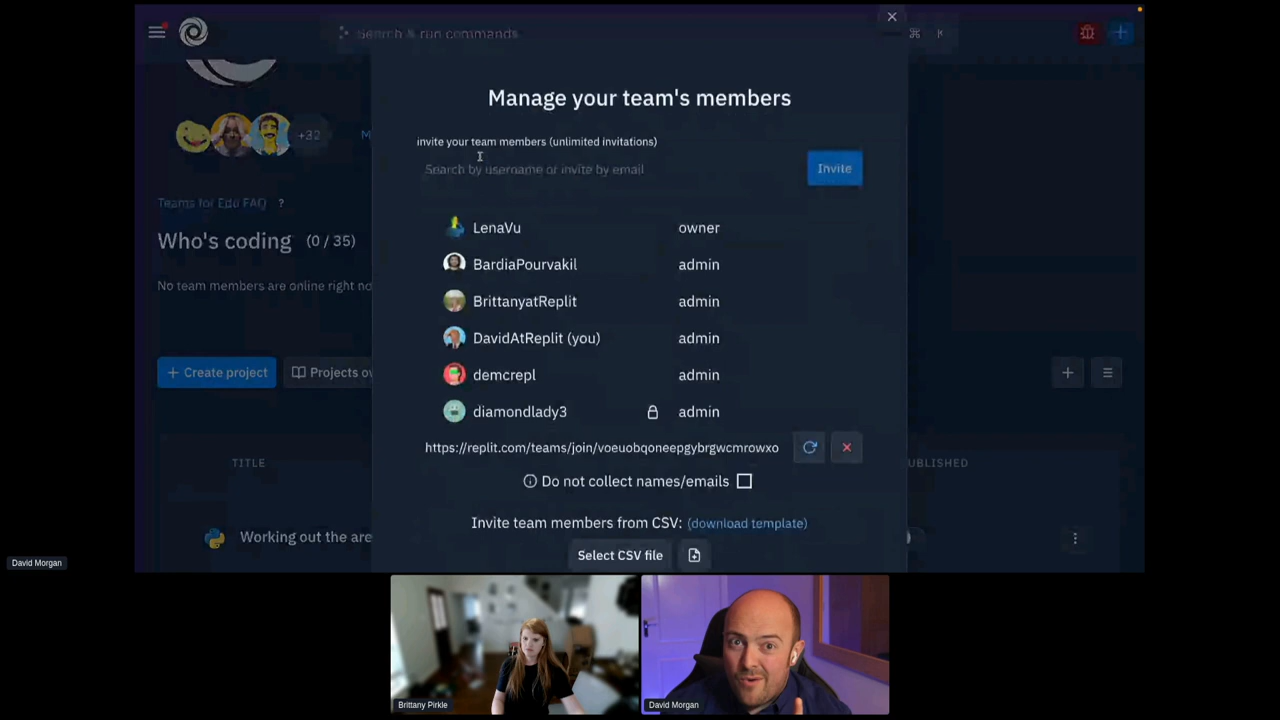 Search & run commands
⌘ K
Manage your team's members
invite your team members (unlimited invitations)
Search by username or invite by email
Invite
+32
M
Teams for Edu FAQ ?
Who's coding (0 / 35)
No team members are online right no
LenaVu owner
BardiaPourvakil admin
BrittanyatReplit admin
DavidAtReplit (you) admin
demcrepl admin
diamondlady3 admin
+ Create project
Projects ov
https://replit.com/teams/join/voeuobqoneepgybrgwcmrowxo
TITLE
UBLISHED
Do not collect names/emails
Invite team members from CSV: (download template)
Working out the are
Select CSV file
David Morgan
Brittany Pirkle
David Morgan